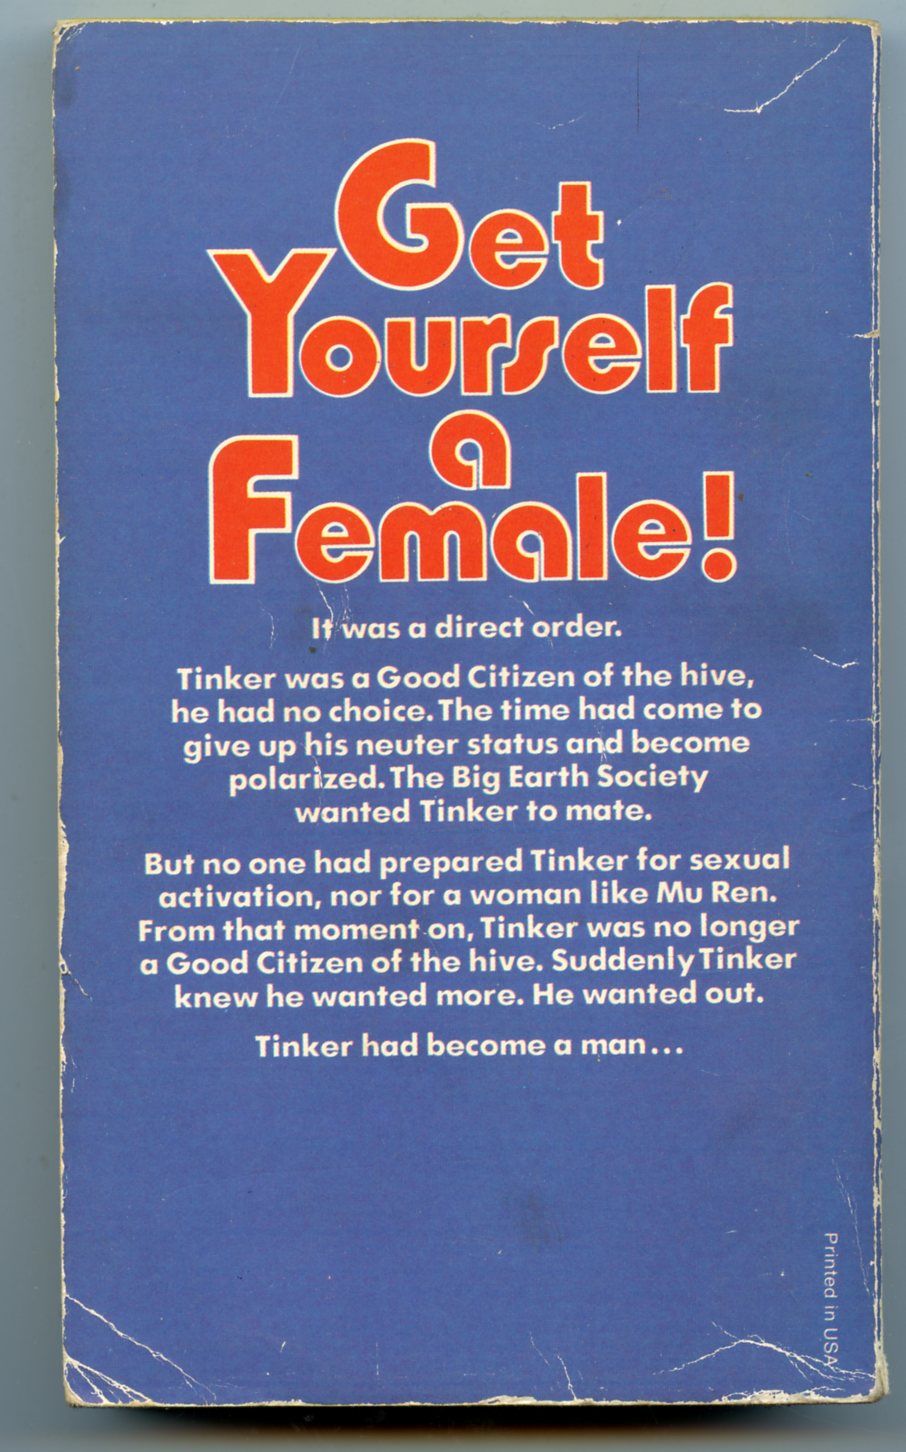 Get
Yourself
a
Female!
It was a direct order.
Tinker was a Good Citizen of the hive,
he had no choice. The time had come to
give up his neuter status and become
polarized. The Big Earth Society
wanted Tinker to mate.
But no one had prepared Tinker for sexual
activation, nor for a woman like Mu Ren.
From that moment on, Tinker was no longer
a Good Citizen of the hive. Suddenly Tinker
knew he wanted more. He wanted out.
Tinker had become a man...
Printed in USA